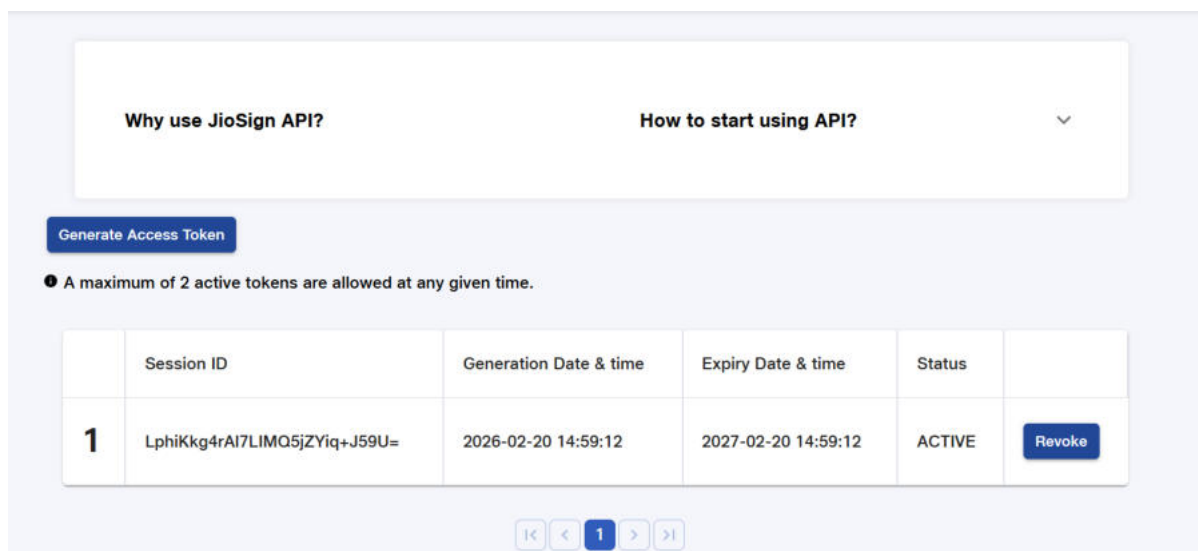 Why use JioSign API? How to start using API?
Generate Access Token
A maximum of 2 active tokens are allowed at any given time.
Session ID Generation Date & time Expiry Date & time Status
1 LphiKkg4rAI7LIMQ5jZYiq+J59U= 2026-02-20 14:59:12 2027-02-20 14:59:12 ACTIVE Revoke
1